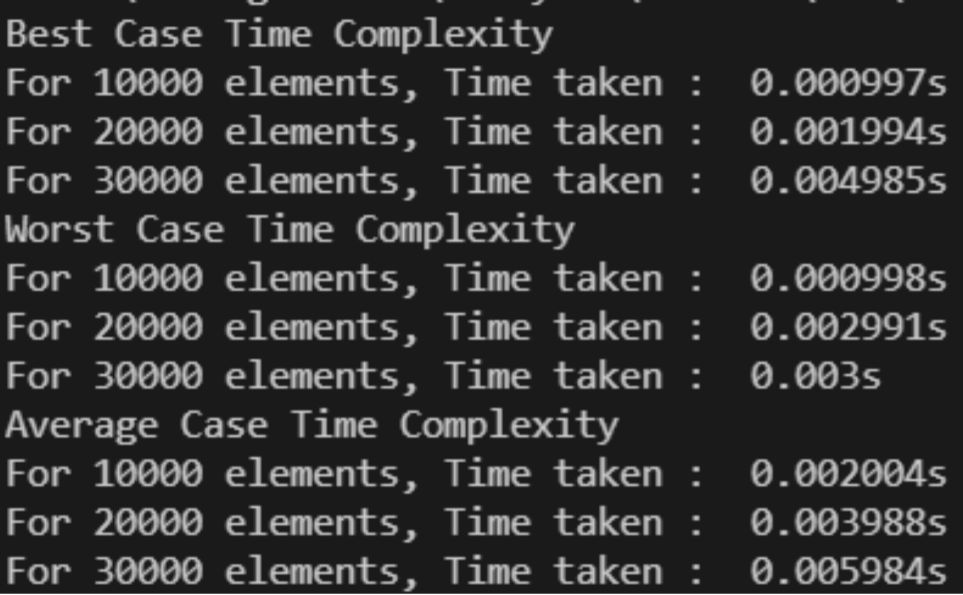 Best Case Time Complexity
For 10000 elements, Time taken :  0.000997s
For 20000 elements, Time taken :  0.001994s
For 30000 elements, Time taken :  0.004985s
Worst Case Time Complexity
For 10000 elements, Time taken :  0.000998s
For 20000 elements, Time taken :  0.002991s
For 30000 elements, Time taken :  0.003s
Average Case Time Complexity
For 10000 elements, Time taken :  0.002004s
For 20000 elements, Time taken :  0.003988s
For 30000 elements, Time taken :  0.005984s